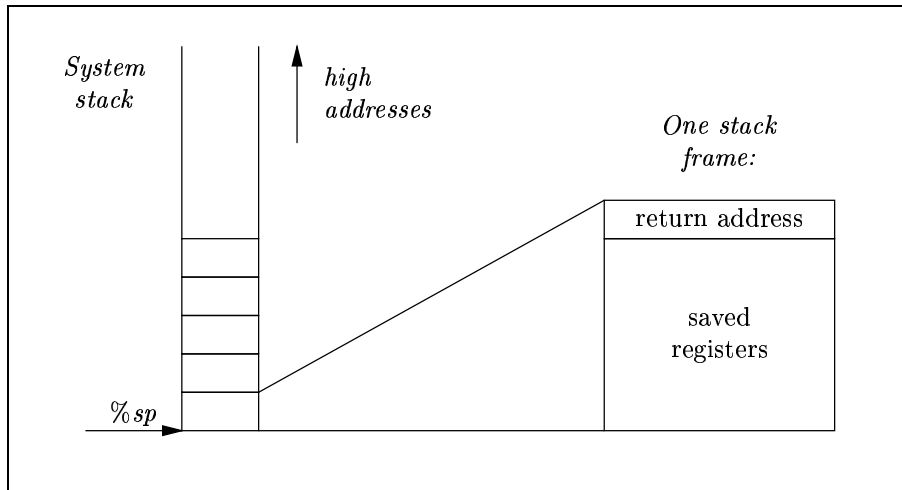 System
stack
high
addresses
One stack
frame:
return address
saved
registers
%sp